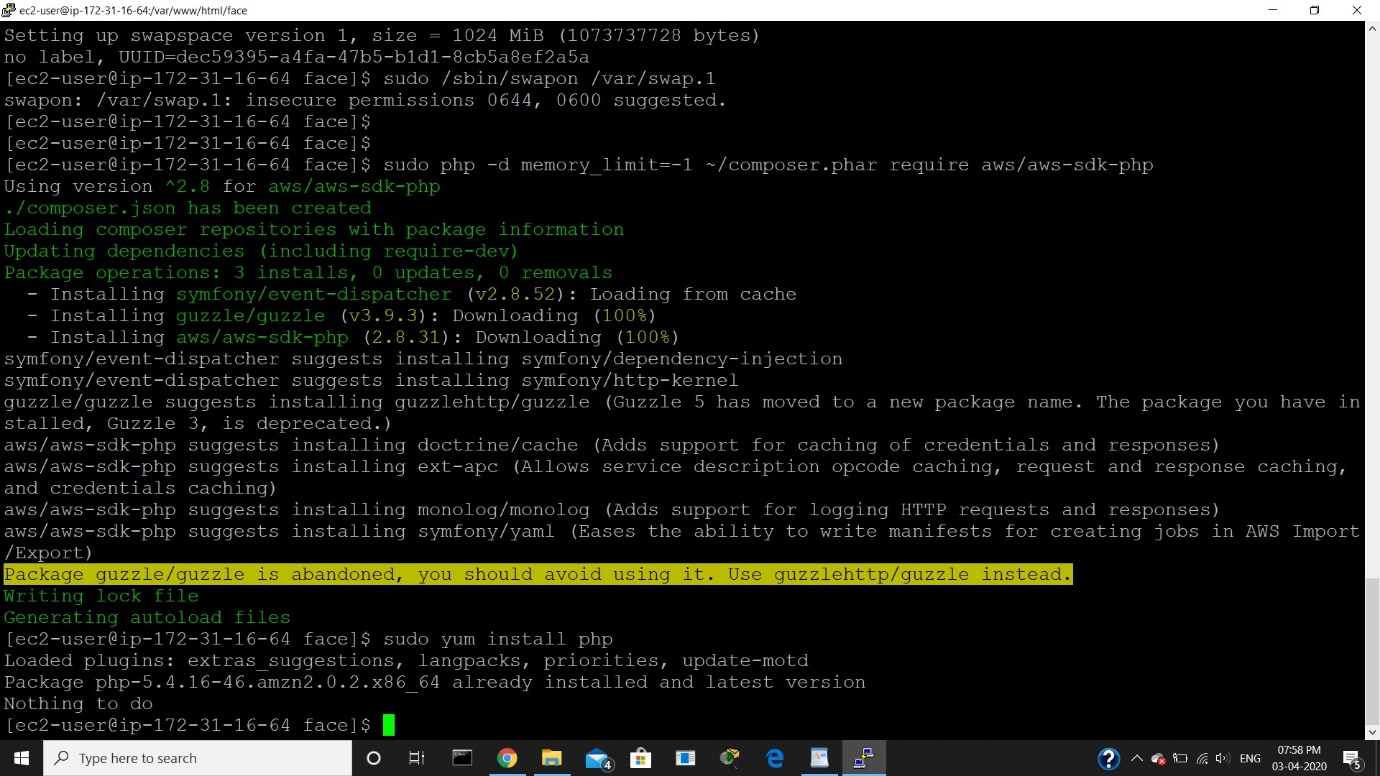 ec2-user@ip-172-31-16-64:/var/www/html/face
Setting up swapspace version 1, size = 1024 MiB (1073737728 bytes)
no label, UUID=dec59395-a4fa-47b5-b1d1-8cb5a8ef2a5a
[ec2-user@ip-172-31-16-64 face]$ sudo /sbin/swapon /var/swap.1
swapon: /var/swap.1: insecure permissions 0644, 0600 suggested.
[ec2-user@ip-172-31-16-64 face]$
[ec2-user@ip-172-31-16-64 face]$
[ec2-user@ip-172-31-16-64 face]$ sudo php -d memory_limit=-1 ~/composer.phar require aws/aws-sdk-php
Using version ^2.8 for aws/aws-sdk-php
./composer.json has been created
Loading composer repositories with package information
Updating dependencies (including require-dev)
Package operations: 3 installs, 0 updates, 0 removals
  - Installing symfony/event-dispatcher (v2.8.52): Loading from cache
  - Installing guzzle/guzzle (v3.9.3): Downloading (100%)
  - Installing aws/aws-sdk-php (2.8.31): Downloading (100%)
symfony/event-dispatcher suggests installing symfony/dependency-injection
symfony/event-dispatcher suggests installing symfony/http-kernel
guzzle/guzzle suggests installing guzzlehttp/guzzle (Guzzle 5 has moved to a new package name. The package you have in
stalled, Guzzle 3, is deprecated.)
aws/aws-sdk-php suggests installing doctrine/cache (Adds support for caching of credentials and responses)
aws/aws-sdk-php suggests installing ext-apc (Allows service description opcode caching, request and response caching,
and credentials caching)
aws/aws-sdk-php suggests installing monolog/monolog (Adds support for logging HTTP requests and responses)
aws/aws-sdk-php suggests installing symfony/yaml (Eases the ability to write manifests for creating jobs in AWS Import
/Export)
Package guzzle/guzzle is abandoned, you should avoid using it. Use guzzlehttp/guzzle instead.
Writing lock file
Generating autoload files
[ec2-user@ip-172-31-16-64 face]$ sudo yum install php
Loaded plugins: extras_suggestions, langpacks, priorities, update-motd
Package php-5.4.16-46.amzn2.0.2.x86_64 already installed and latest version
Nothing to do
[ec2-user@ip-172-31-16-64 face]$
Type here to search
4
ENG
07:58 PM
03-04-2020
5